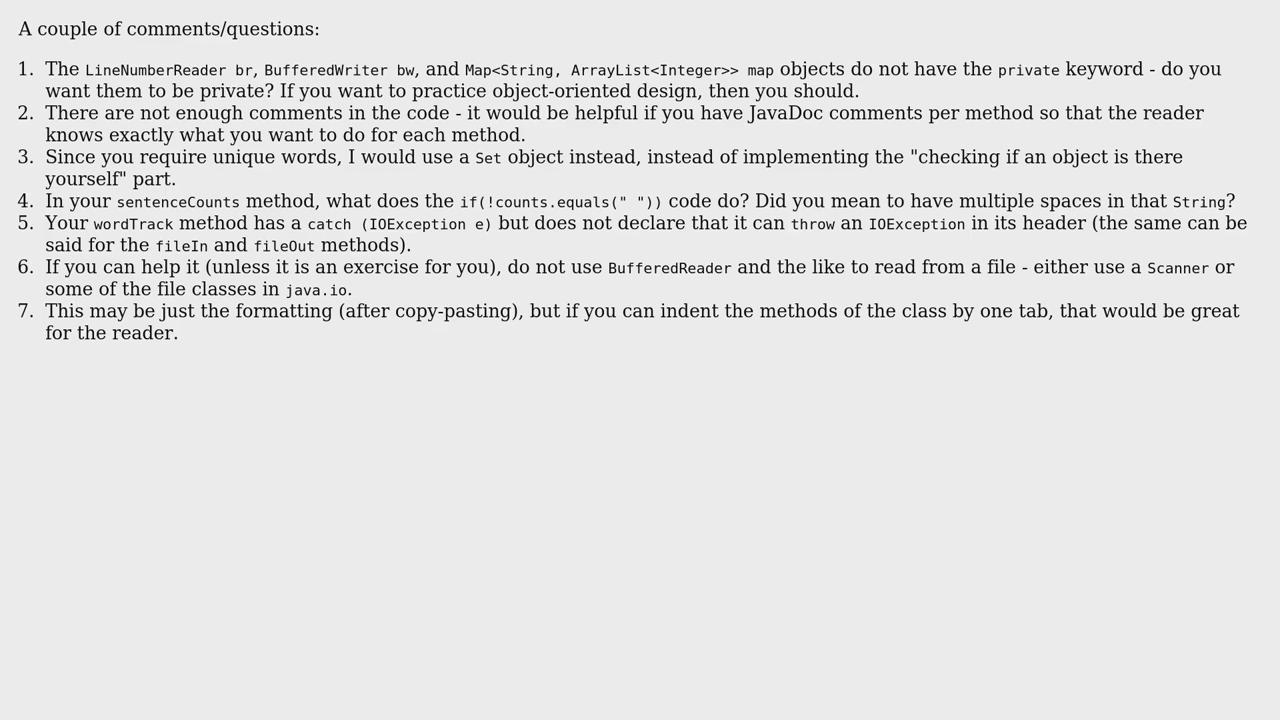 A couple of comments/questions:
1. The LineNumberReader br, BufferedWriter bw, and Map<String, ArrayList<Integer>> map objects do not have the private keyword - do you
want them to be private? If you want to practice object-oriented design, then you should.
2. There are not enough comments in the code - it would be helpful if you have JavaDoc comments per method so that the reader
knows exactly what you want to do for each method.
3. Since you require unique words, I would use a Set object instead, instead of implementing the "checking if an object is there
yourself" part.
4. In your sentenceCounts method, what does the if(!counts.equals(" ")) code do? Did you mean to have multiple spaces in that String?
5. Your wordTrack method has a catch (IOException e) but does not declare that it can throw an IOException in its header (the same can be
said for the fileIn and fileOut methods).
6. If you can help it (unless it is an exercise for you), do not use BufferedReader and the like to read from a file - either use a Scanner or
some of the file classes in java.io.
7. This may be just the formatting (after copy-pasting), but if you can indent the methods of the class by one tab, that would be great
for the reader.